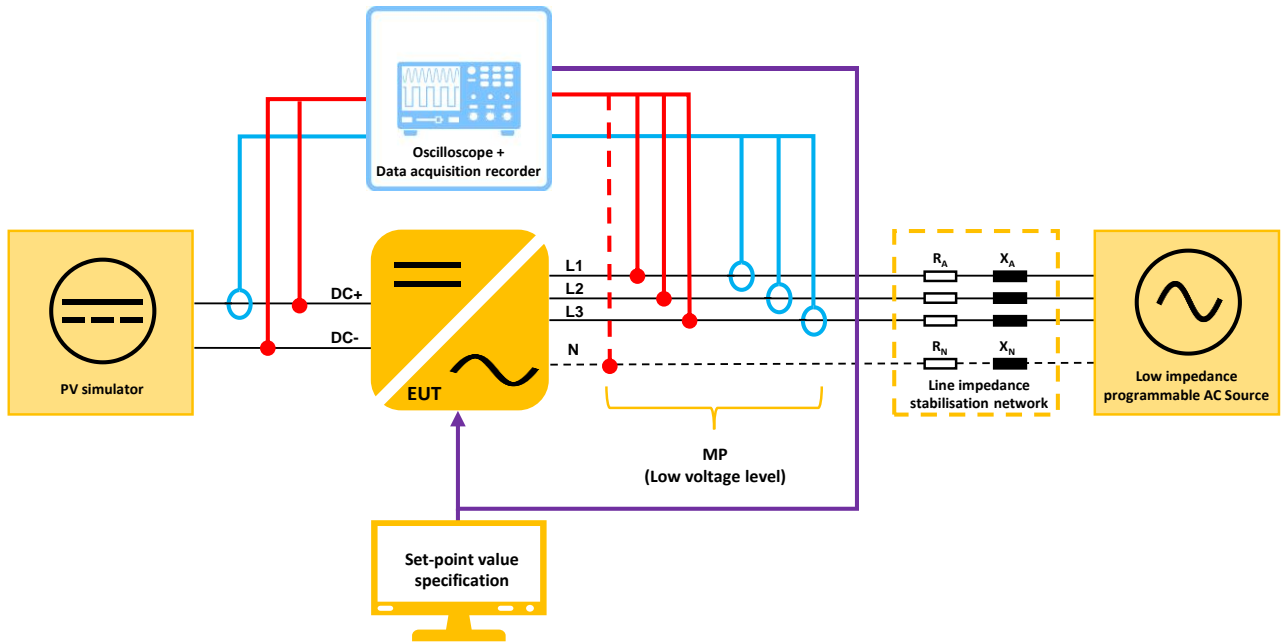 Oscilloscope +
Data acquisition recorder
PV simulator
DC+
DC-
EUT
L1
L2
L3
N
MP
(Low voltage level)
RA
XA
RN
XN
Line impedance
stabilisation network
Low impedance
programmable AC Source
Set-point value
specification